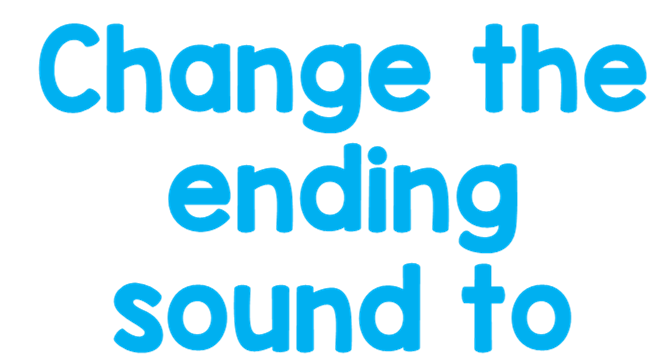 Change the
ending
sound to